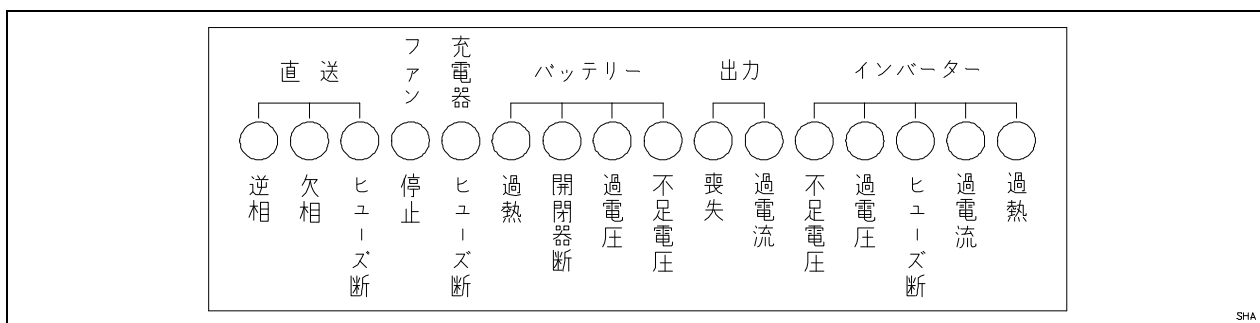 直送
ファン
充電器
バッテリー
出力
インバーター
逆相
欠相
ヒューズ断
停止
ヒューズ断
過熱
開閉器断
過電圧
不足電圧
喪失
過電流
不足電圧
過電圧
ヒューズ断
過電流
過熱
SHA